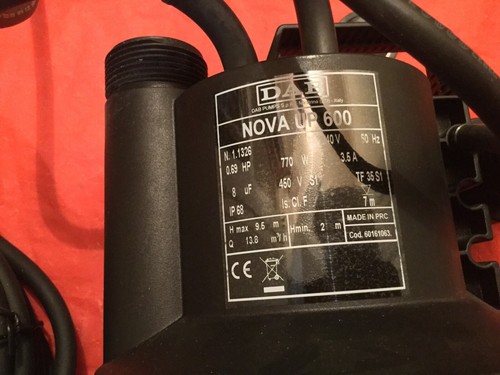 DAB
DAB PUMPS S.p.A. Italy
NOVA UP 600
N. 1.1326 50 Hz
0.69 HP 770 W 3.5 A
8 uF 450 V S1 TF 35 S1
IP 68 Is. Cl. F 7 m
H max 9.6 m Hmin. 2 m MADE IN PRC
Q 13.8 m³/h Cod. 60161063.
CE